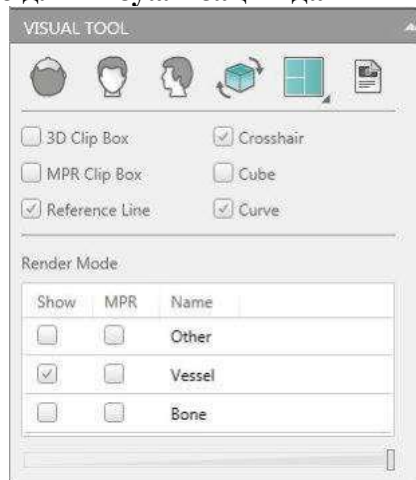 VISUAL TOOL
3D Clip Box Crosshair
MPR Clip Box Cube
Reference Line Curve
Render Mode
Show MPR Name
Other
Vessel
Bone